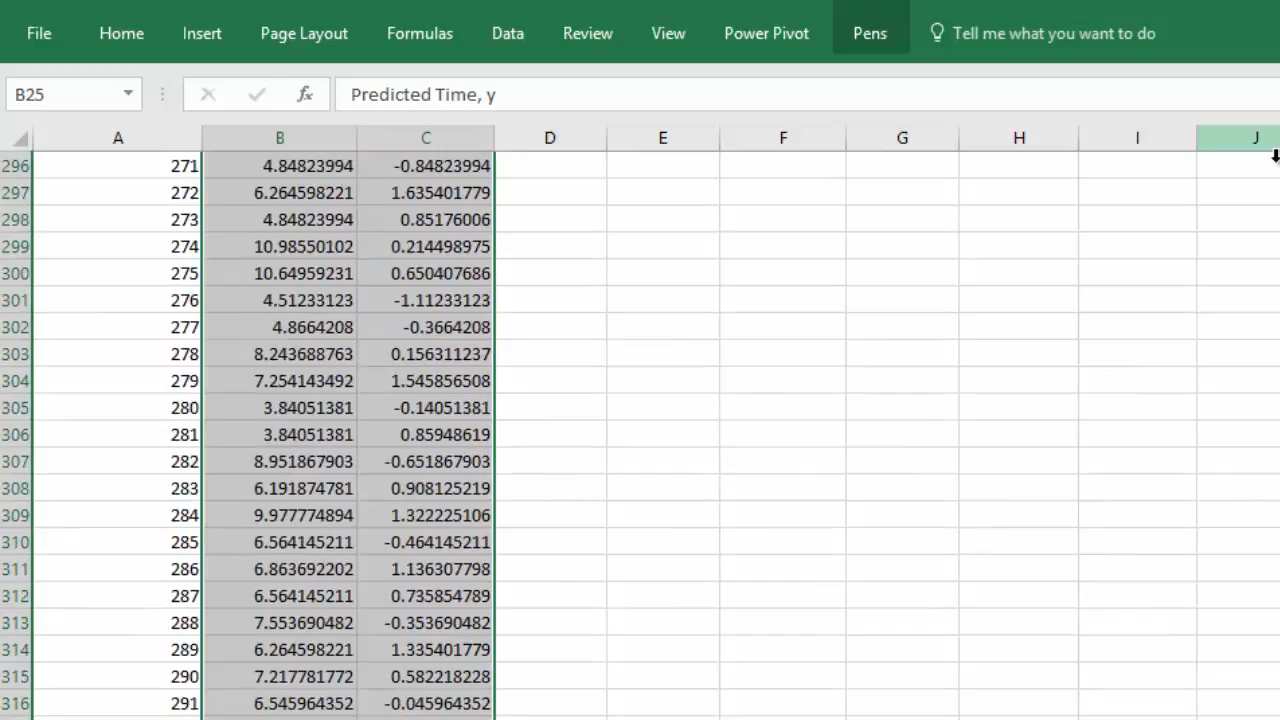 File Home Insert Page Layout Formulas Data Review View Power Pivot Pens Tell me what you want to do
B25 fx Predicted Time, y
A B C D E F G H I J
296 271 4.84823994 -0.84823994
297 272 6.264598221 1.635401779
298 273 4.84823994 0.85176006
299 274 10.98550102 0.214498975
300 275 10.64959231 0.650407686
301 276 4.51233123 -1.11233123
302 277 4.8664208 -0.3664208
303 278 8.243688763 0.156311237
304 279 7.254143492 1.545856508
305 280 3.84051381 -0.14051381
306 281 3.84051381 0.85948619
307 282 8.951867903 -0.651867903
308 283 6.191874781 0.908125219
309 284 9.977774894 1.322225106
310 285 6.564145211 -0.464145211
311 286 6.863692202 1.136307798
312 287 6.564145211 0.735854789
313 288 7.553690482 -0.353690482
314 289 6.264598221 1.335401779
315 290 7.217781772 0.582218228
316 291 6.545964352 -0.045964352